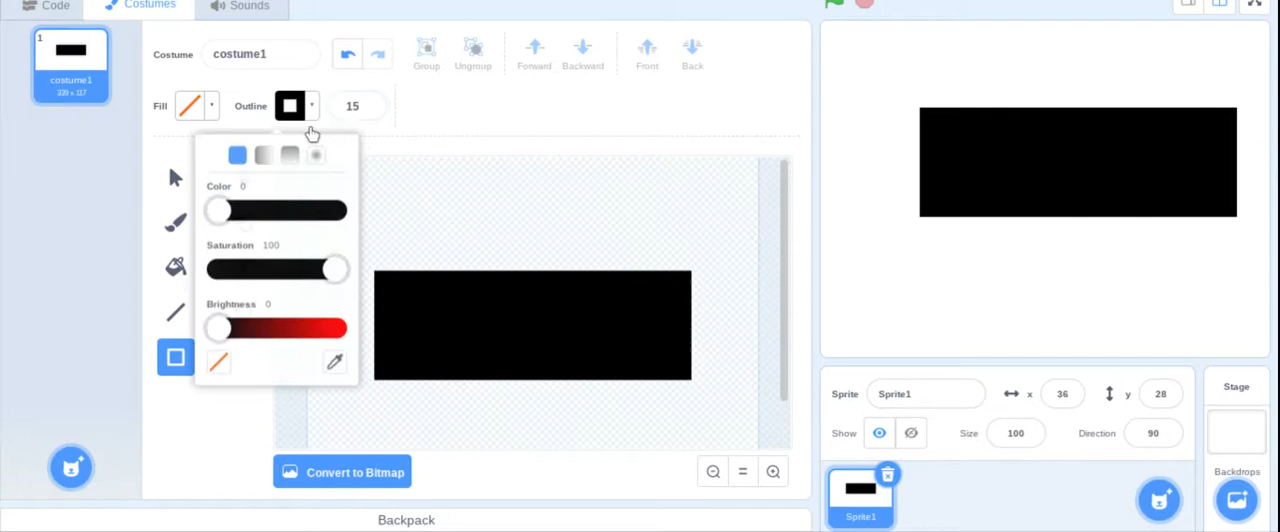 Code Costumes Sounds
1
costume1
339 x 117
Costume costume1
Group Ungroup Forward Backward Front Back
Fill Outline 15
Color 0
Saturation 100
Brightness 0
Convert to Bitmap
Backpack
Sprite Sprite1 x 36 y 28
Show Size 100 Direction 90
Sprite1
Stage
Backdrops